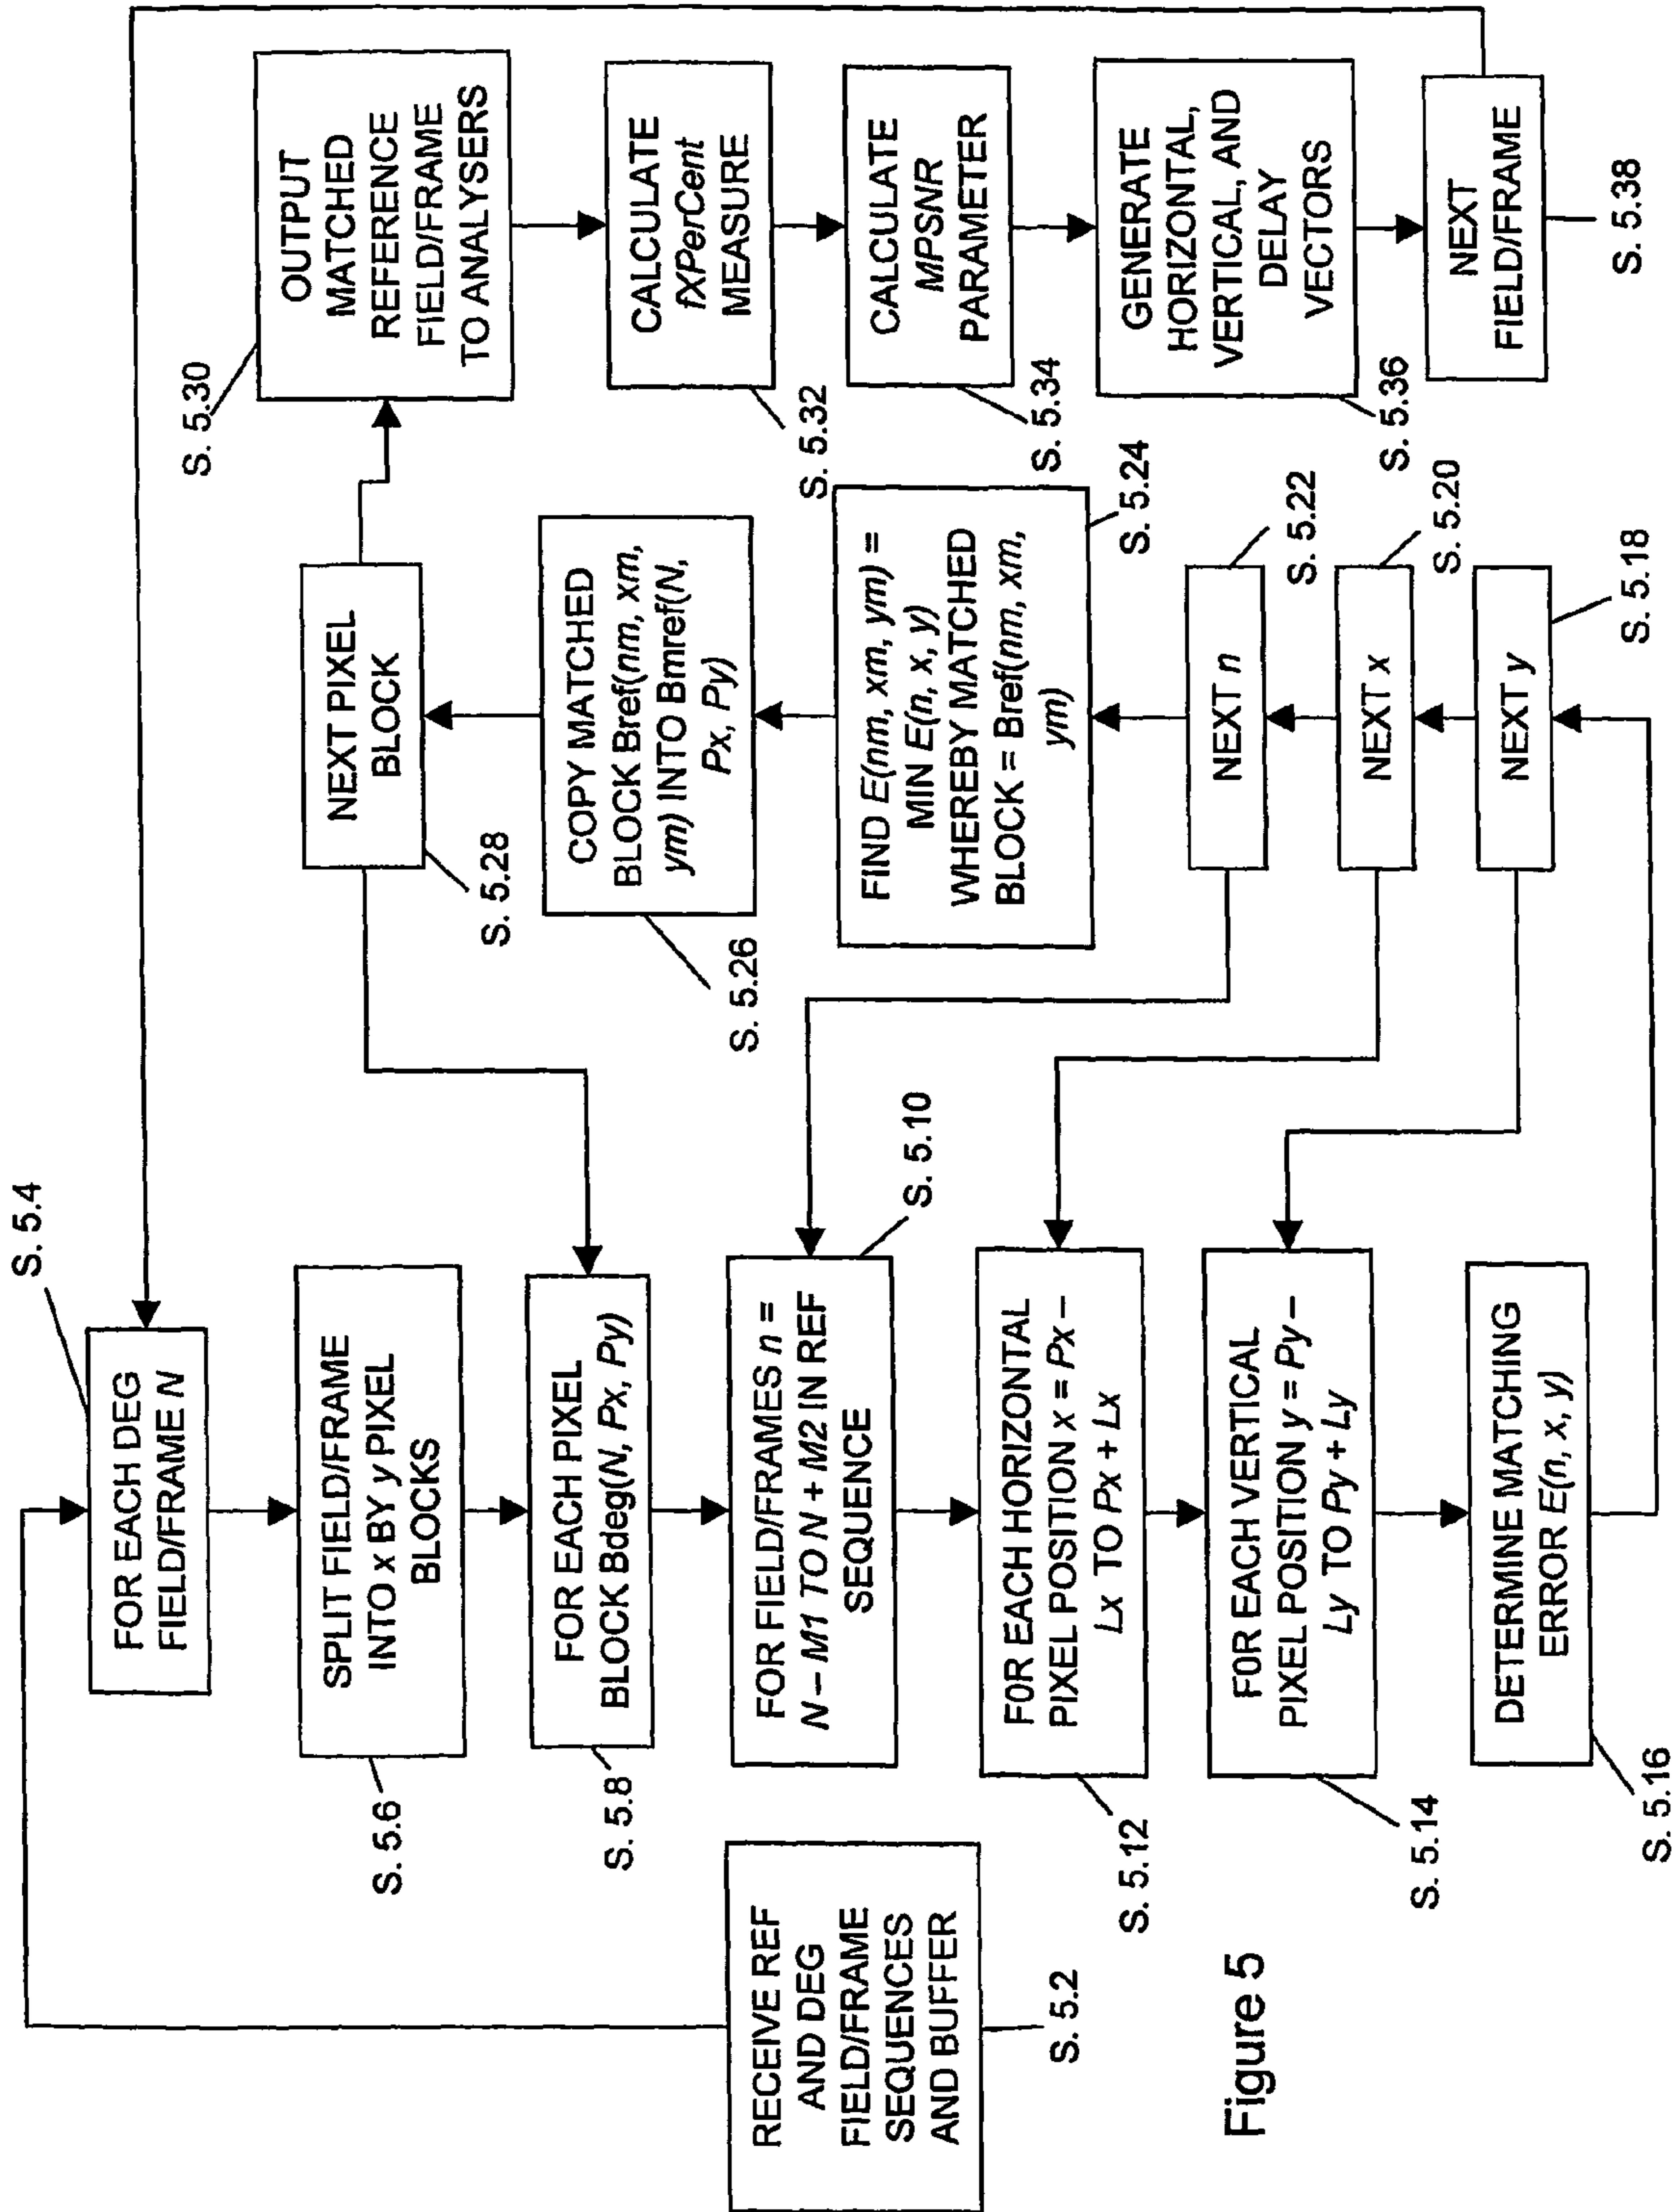 RECEIVE REF
AND DEG
FIELD/FRAME
SEQUENCES
AND BUFFER
S. 5.2
S. 5.4
FOR EACH DEG
FIELD/FRAME N
SPLIT FIELD/FRAME
INTO x BY y PIXEL
BLOCKS
S. 5.6
FOR EACH PIXEL
BLOCK Bdeg(N, Px, Py)
S. 5.8
FOR FIELD/FRAMES n =
N – M1 TO N + M2 IN REF
SEQUENCE
S. 5.10
FOR EACH HORIZONTAL
PIXEL POSITION x = Px –
Lx TO Px + Lx
S. 5.12
FOR EACH VERTICAL
PIXEL POSITION y = Py –
Ly TO Py + Ly
S. 5.14
DETERMINE MATCHING
ERROR E(n, x, y)
S. 5.16
NEXT PIXEL
BLOCK
S. 5.28
COPY MATCHED
BLOCK Bref(nm, xm,
ym) INTO Bmref(N,
Px, Py)
S. 5.26
FIND E(nm, xm, ym) =
MIN E(n, x, y)
WHEREBY MATCHED
BLOCK = Bref(nm, xm,
ym)
S. 5.24
NEXT n
S. 5.22
NEXT x
S. 5.20
NEXT y
S. 5.18
S. 5.30
OUTPUT
MATCHED
REFERENCE
FIELD/FRAME
TO ANALYSERS
CALCULATE
fXPerCent
MEASURE
S. 5.32
CALCULATE
MPSNR
PARAMETER
S. 5.34
GENERATE
HORIZONTAL,
VERTICAL, AND
DELAY
VECTORS
S. 5.36
NEXT
FIELD/FRAME
S. 5.38
Figure 5